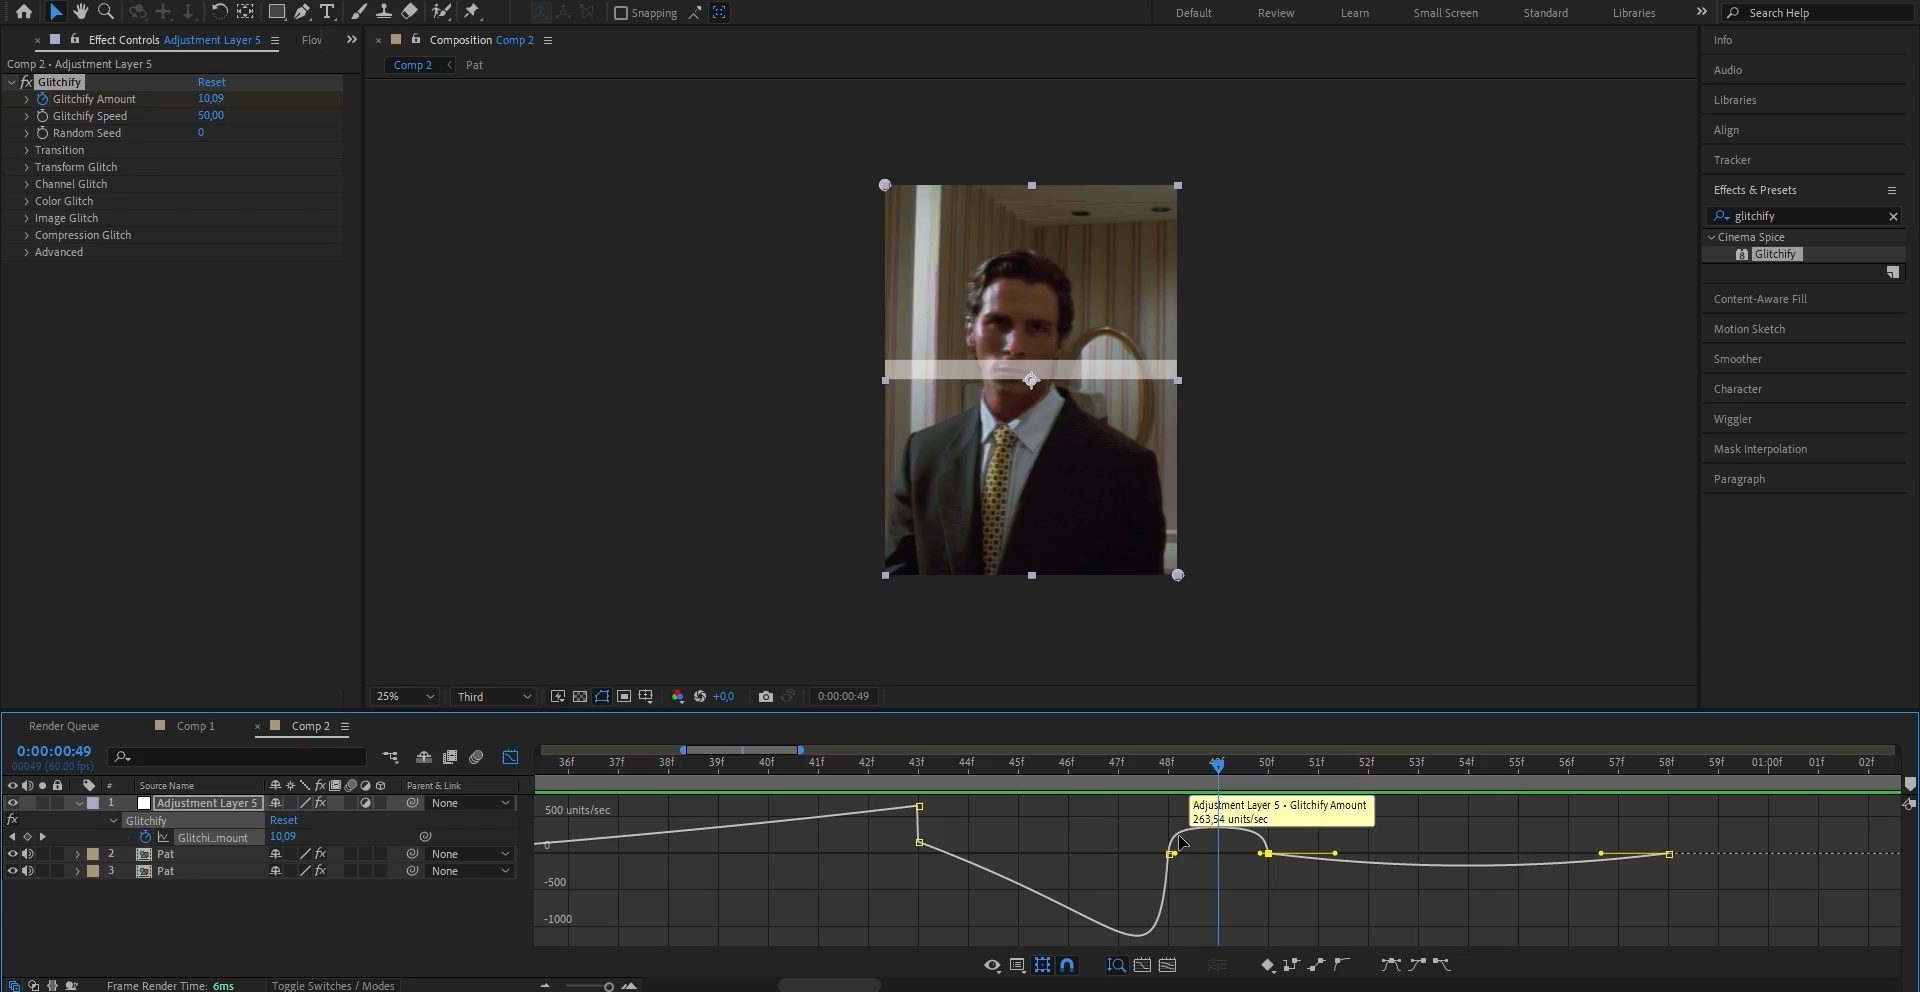 Snapping
Default
Review
Learn
Small Screen
Standard
Libraries
Search Help
Effect Controls Adjustment Layer 5
Comp 2 • Adjustment Layer 5
Glitchify Reset
Glitchify Amount 10,09
Glitchify Speed 50,00
Random Seed 0
Transition
Transform Glitch
Channel Glitch
Color Glitch
Image Glitch
Compression Glitch
Advanced
Composition Comp 2
Comp 2 Pat
25% Third +0,0 0:00:00:49
Info
Audio
Libraries
Align
Tracker
Effects & Presets
glitchify
Cinema Spice
Glitchify
Content-Aware Fill
Motion Sketch
Smoother
Character
Wiggler
Mask Interpolation
Paragraph
Render Queue Comp 1 Comp 2
0:00:00:49
00049 (60.00 fps)
# Source Name Parent & Link
1 Adjustment Layer 5 None
Glitchify Reset
Glitchi_mount 10,09
2 Pat None
3 Pat None
36f 37f 38f 39f 40f 41f 42f 43f 44f 45f 46f 47f 48f 50f 51f 52f 53f 54f 55f 56f 57f 58f 59f 01:00f 01f 02f
500 units/sec
0
-500
-1000
Adjustment Layer 5 • Glitchify Amount
263,54 units/sec
Frame Render Time: 6ms Toggle Switches / Modes